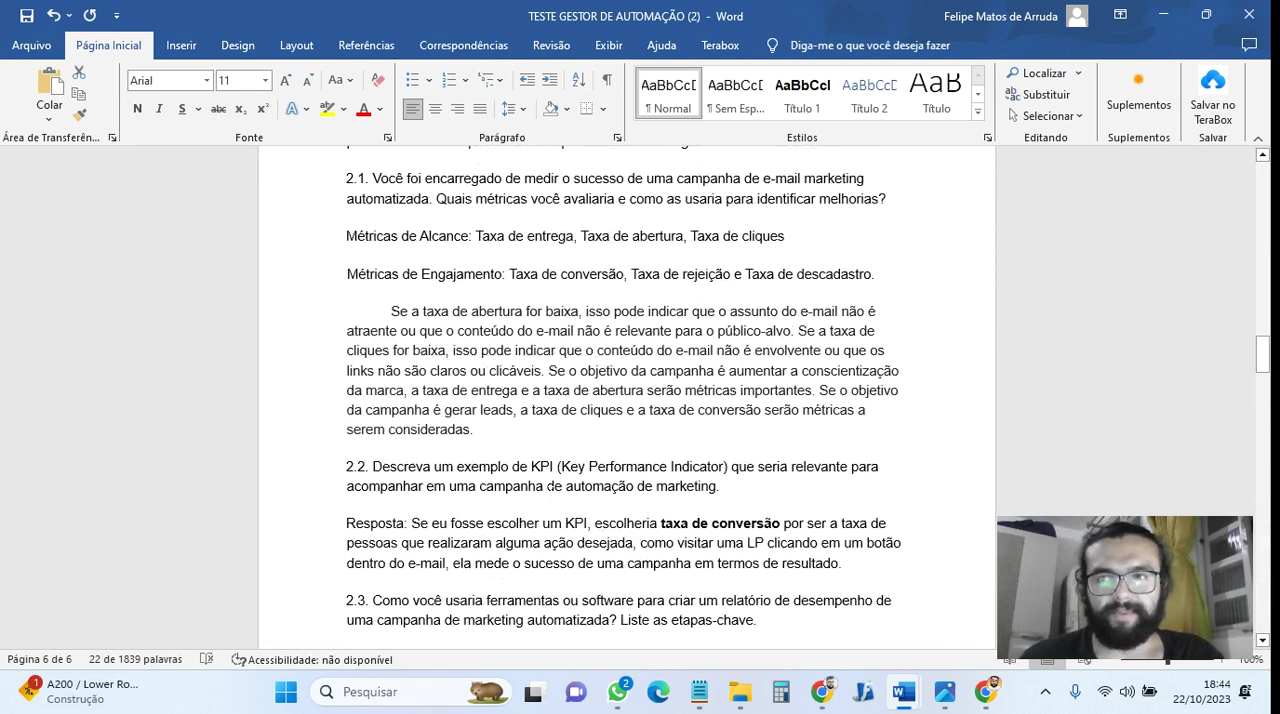 TESTE GESTOR DE AUTOMAÇÃO (2) - Word
Felipe Matos de Arruda
Arquivo
Página Inicial
Inserir
Design
Layout
Referências
Correspondências
Revisão
Exibir
Ajuda
Terabox
Diga-me o que você deseja fazer
Colar
Arial
11
Aa
N I S abc x₂ x²
A
AaBbCcD AaBbCcD AaBbCcI AaBbCcD AaB
¶ Normal
¶ Sem Esp...
Título 1
Título 2
Título
Localizar
Substituir
Selecionar
Suplementos
Salvar no
TeraBox
Área de Transferên...
Fonte
Parágrafo
Estilos
Editando
Suplementos
Salvar
2.1. Você foi encarregado de medir o sucesso de uma campanha de e-mail marketing
automatizada. Quais métricas você avaliaria e como as usaria para identificar melhorias?
Métricas de Alcance: Taxa de entrega, Taxa de abertura, Taxa de cliques
Métricas de Engajamento: Taxa de conversão, Taxa de rejeição e Taxa de descadastro.
Se a taxa de abertura for baixa, isso pode indicar que o assunto do e-mail não é
atraente ou que o conteúdo do e-mail não é relevante para o público-alvo. Se a taxa de
cliques for baixa, isso pode indicar que o conteúdo do e-mail não é envolvente ou que os
links não são claros ou clicáveis. Se o objetivo da campanha é aumentar a conscientização
da marca, a taxa de entrega e a taxa de abertura serão métricas importantes. Se o objetivo
da campanha é gerar leads, a taxa de cliques e a taxa de conversão serão métricas a
serem consideradas.
2.2. Descreva um exemplo de KPI (Key Performance Indicator) que seria relevante para
acompanhar em uma campanha de automação de marketing.
Resposta: Se eu fosse escolher um KPI, escolheria taxa de conversão por ser a taxa de
pessoas que realizaram alguma ação desejada, como visitar uma LP clicando em um botão
dentro do e-mail, ela mede o sucesso de uma campanha em termos de resultado.
2.3. Como você usaria ferramentas ou software para criar um relatório de desempenho de
uma campanha de marketing automatizada? Liste as etapas-chave.
Página 6 de 6
22 de 1839 palavras
Acessibilidade: não disponível
100%
1
A200 / Lower Ro...
Construção
Pesquisar
2
18:44
22/10/2023